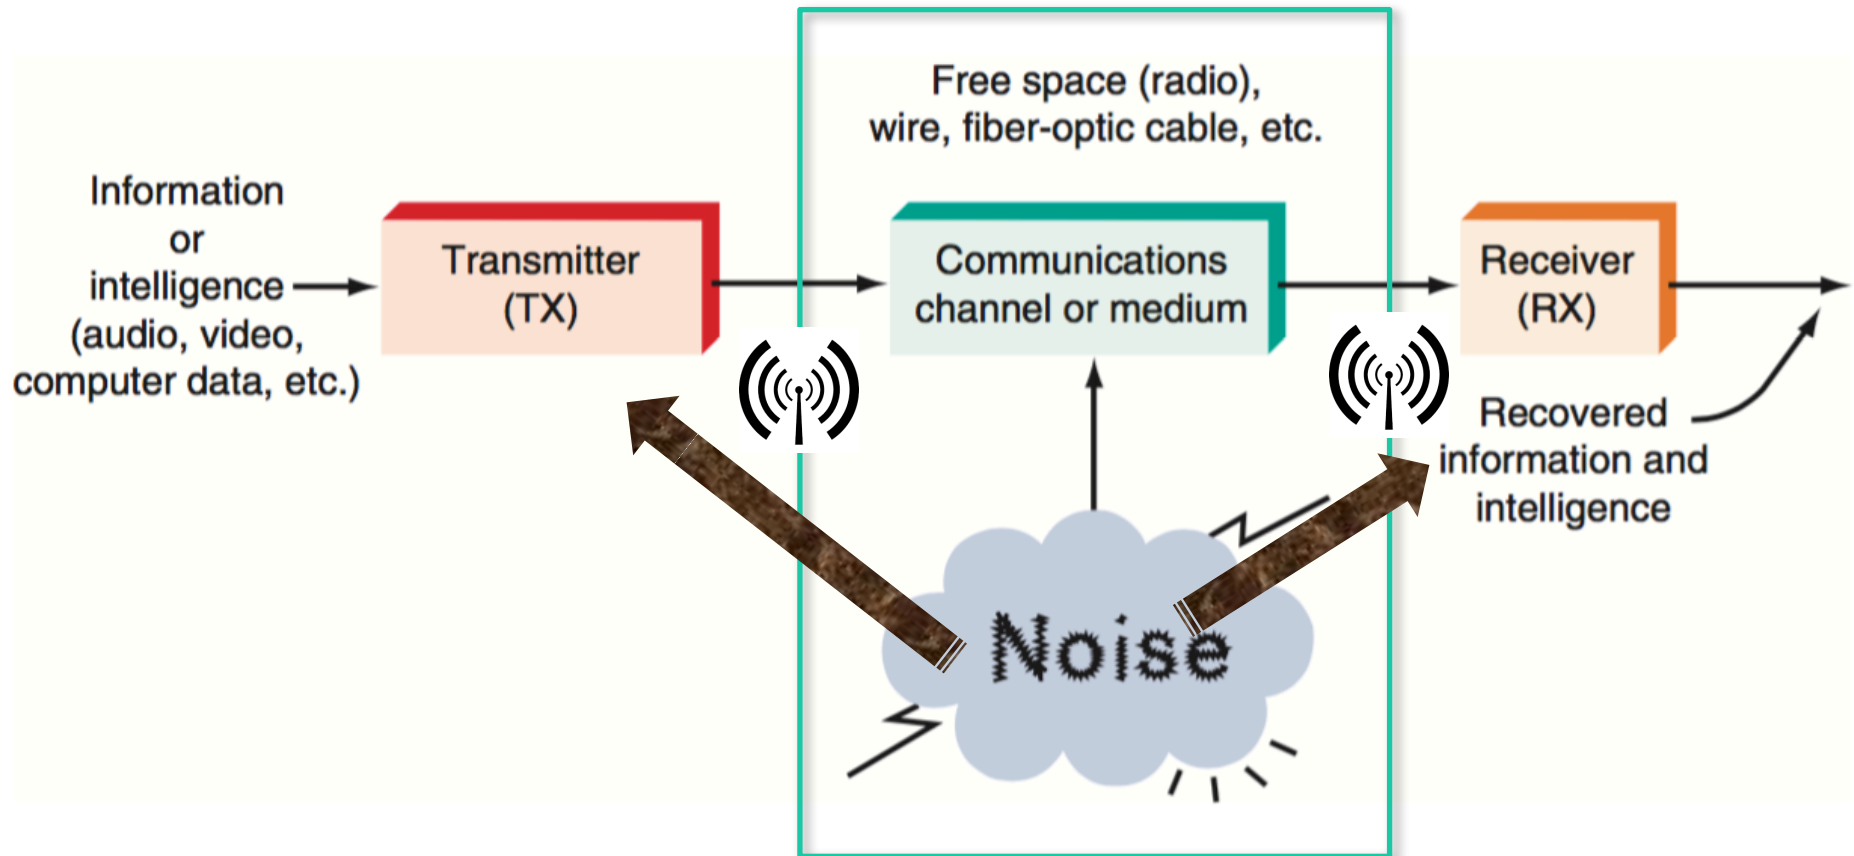 Free space (radio),
wire, fiber-optic cable, etc.
Information
or
intelligence
(audio, video,
computer data, etc.)
Transmitter
(TX)
Communications
channel or medium
Receiver
(RX)
Recovered
information and
intelligence
Noise